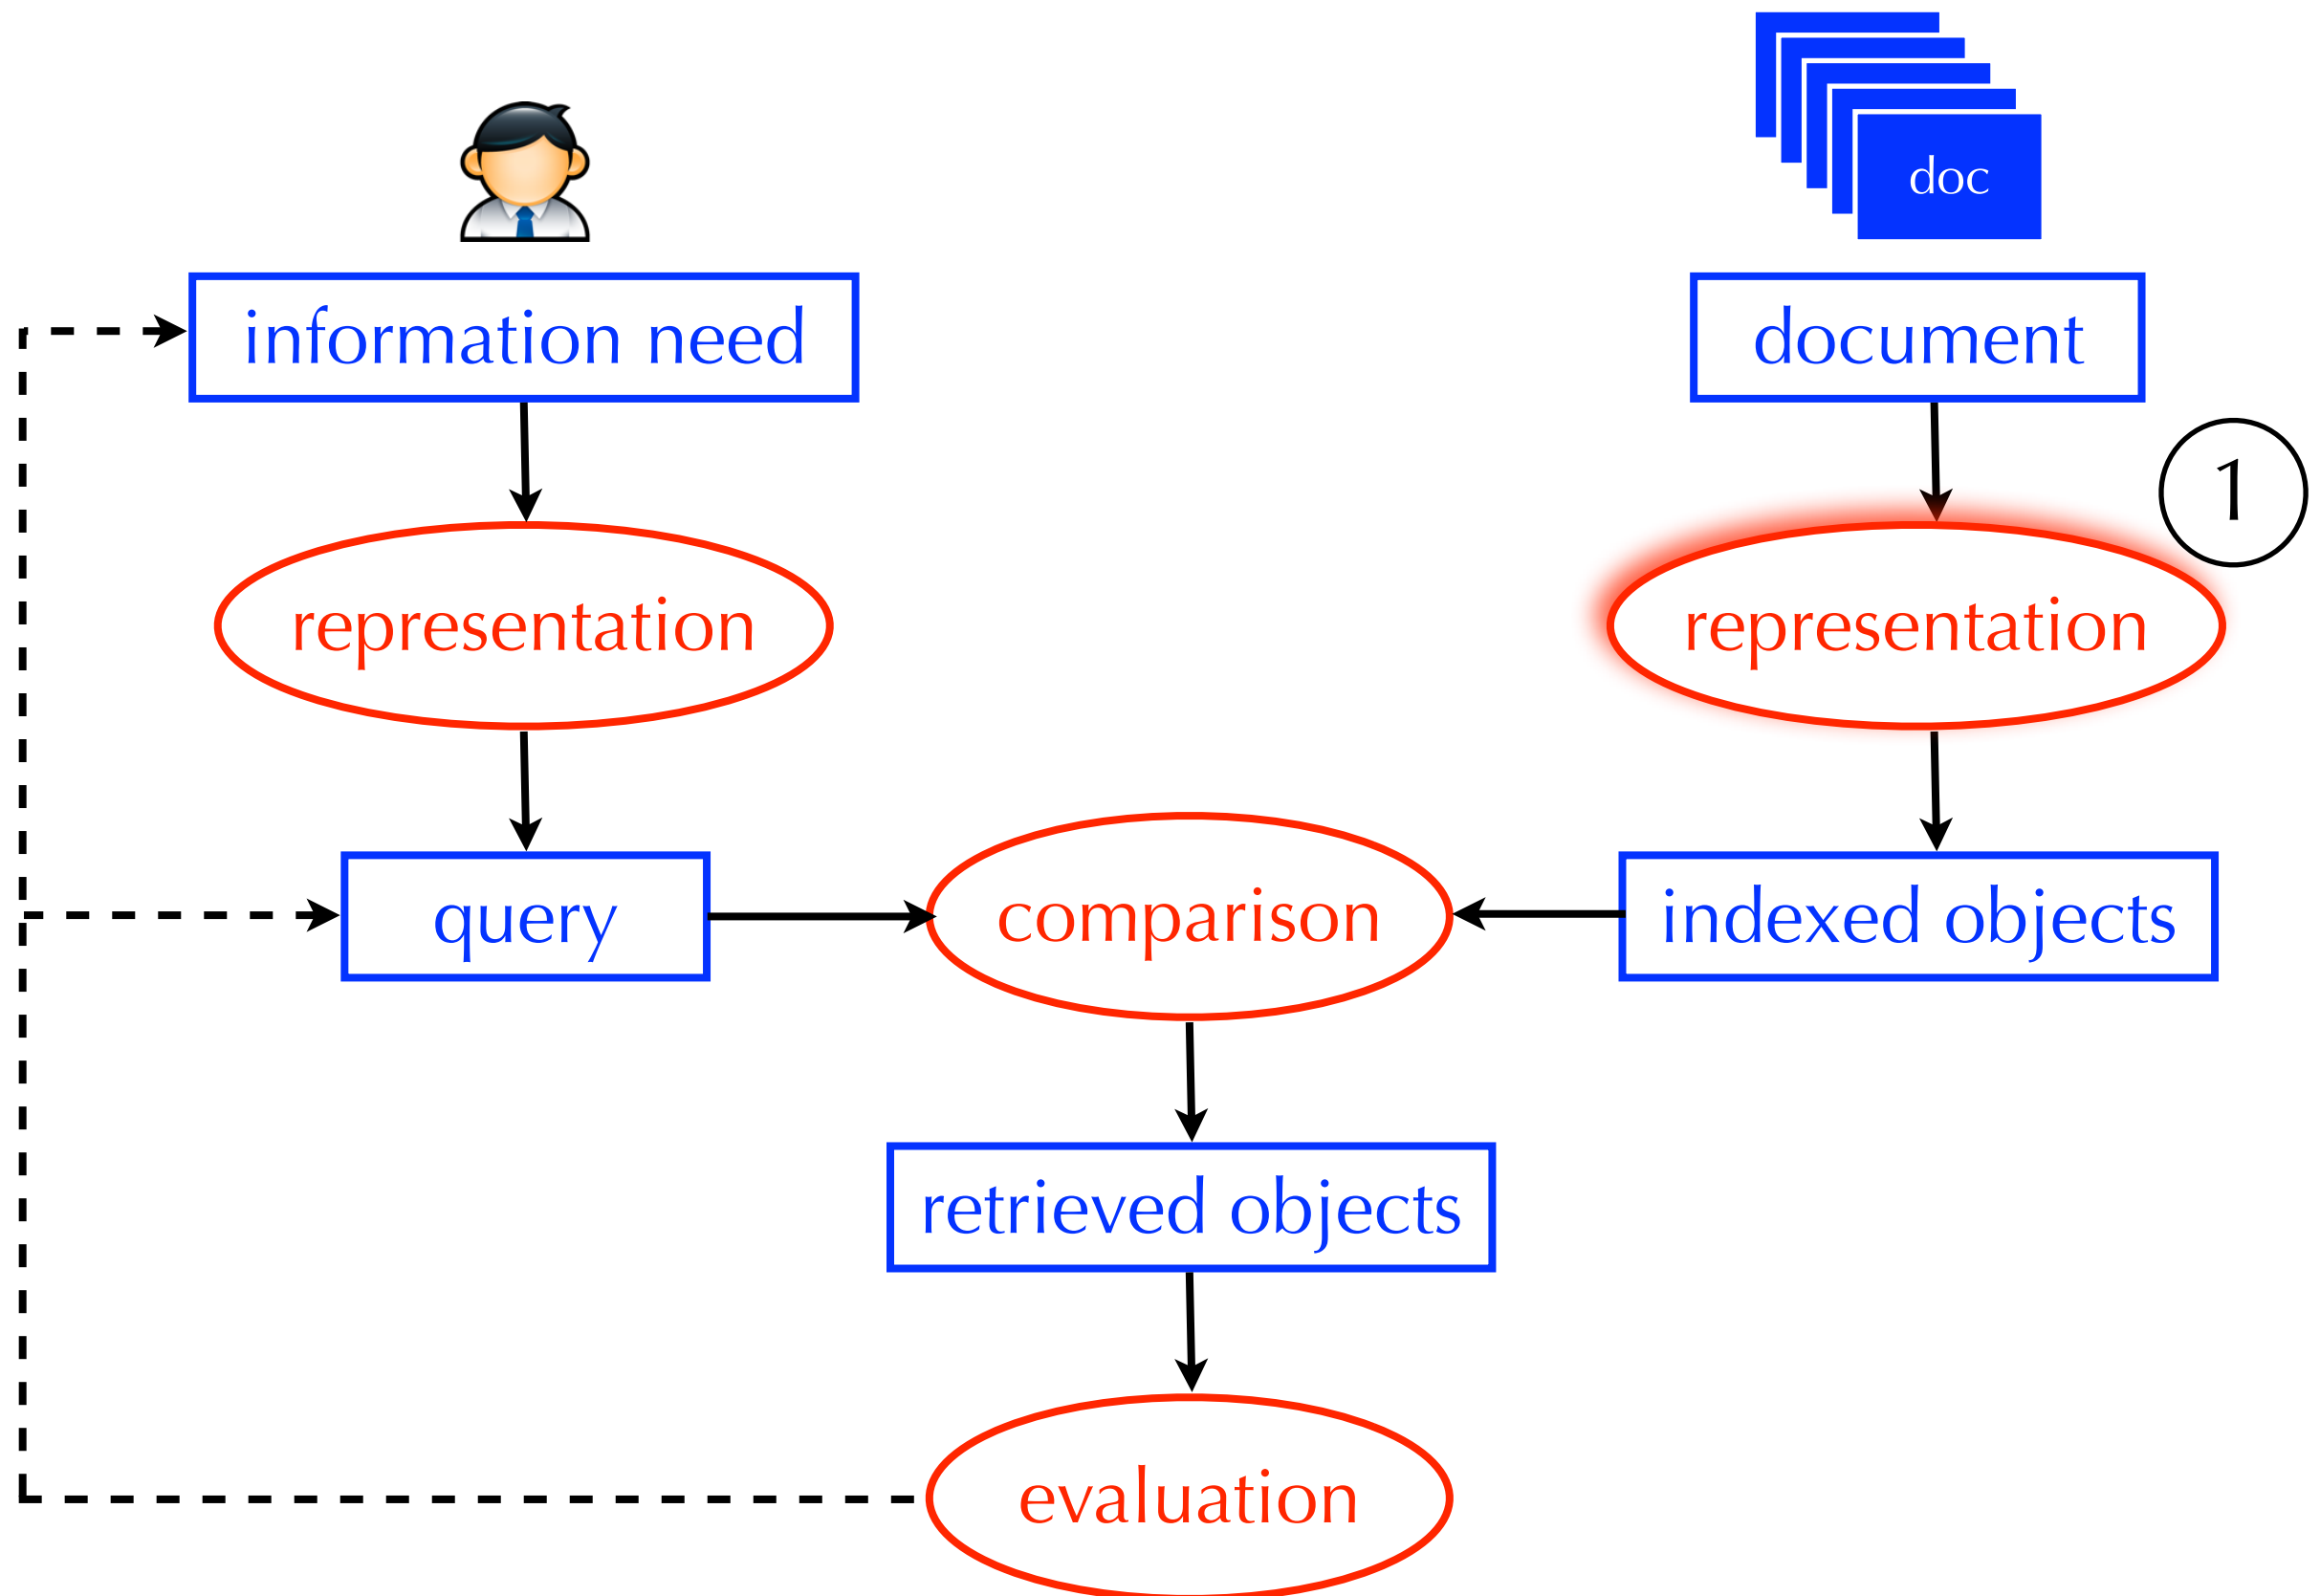 doc
information need
document
1
representation
representation
query
comparison
indexed objects
retrieved objects
evaluation